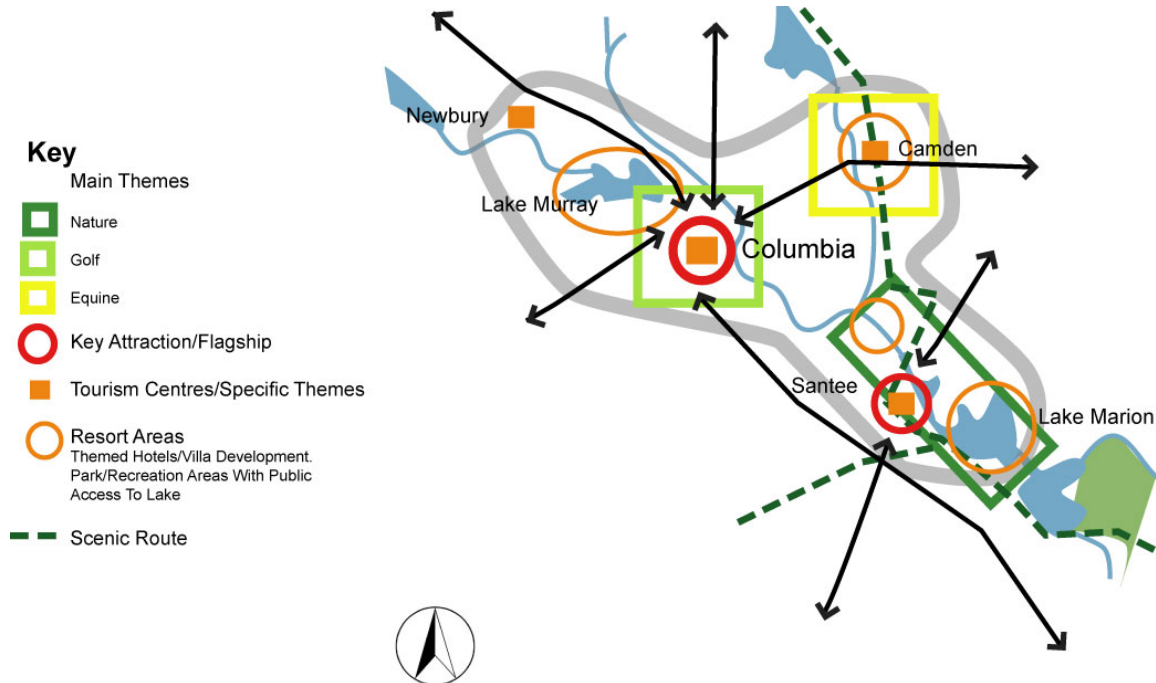 Key
Main Themes
Nature
Golf
Equine
Key Attraction/Flagship
Tourism Centres/Specific Themes
Resort Areas
Themed Hotels/Villa Development.
Park/Recreation Areas With Public
Access To Lake
Scenic Route
Newbury
Camden
Lake Murray
Columbia
Santee
Lake Marion